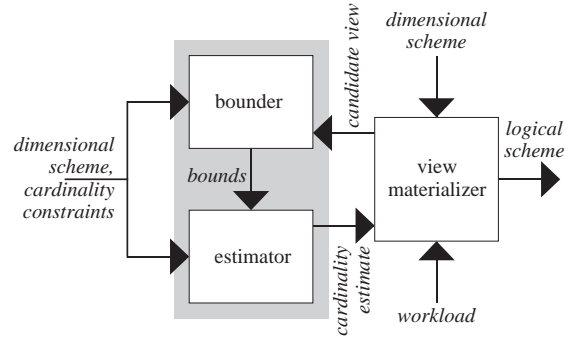 dimensional
scheme
candidate view
bounder
logical
scheme
dimensional
scheme,
cardinality
constraints
bounds
view
materializer
estimator
cardinality
estimate
workload